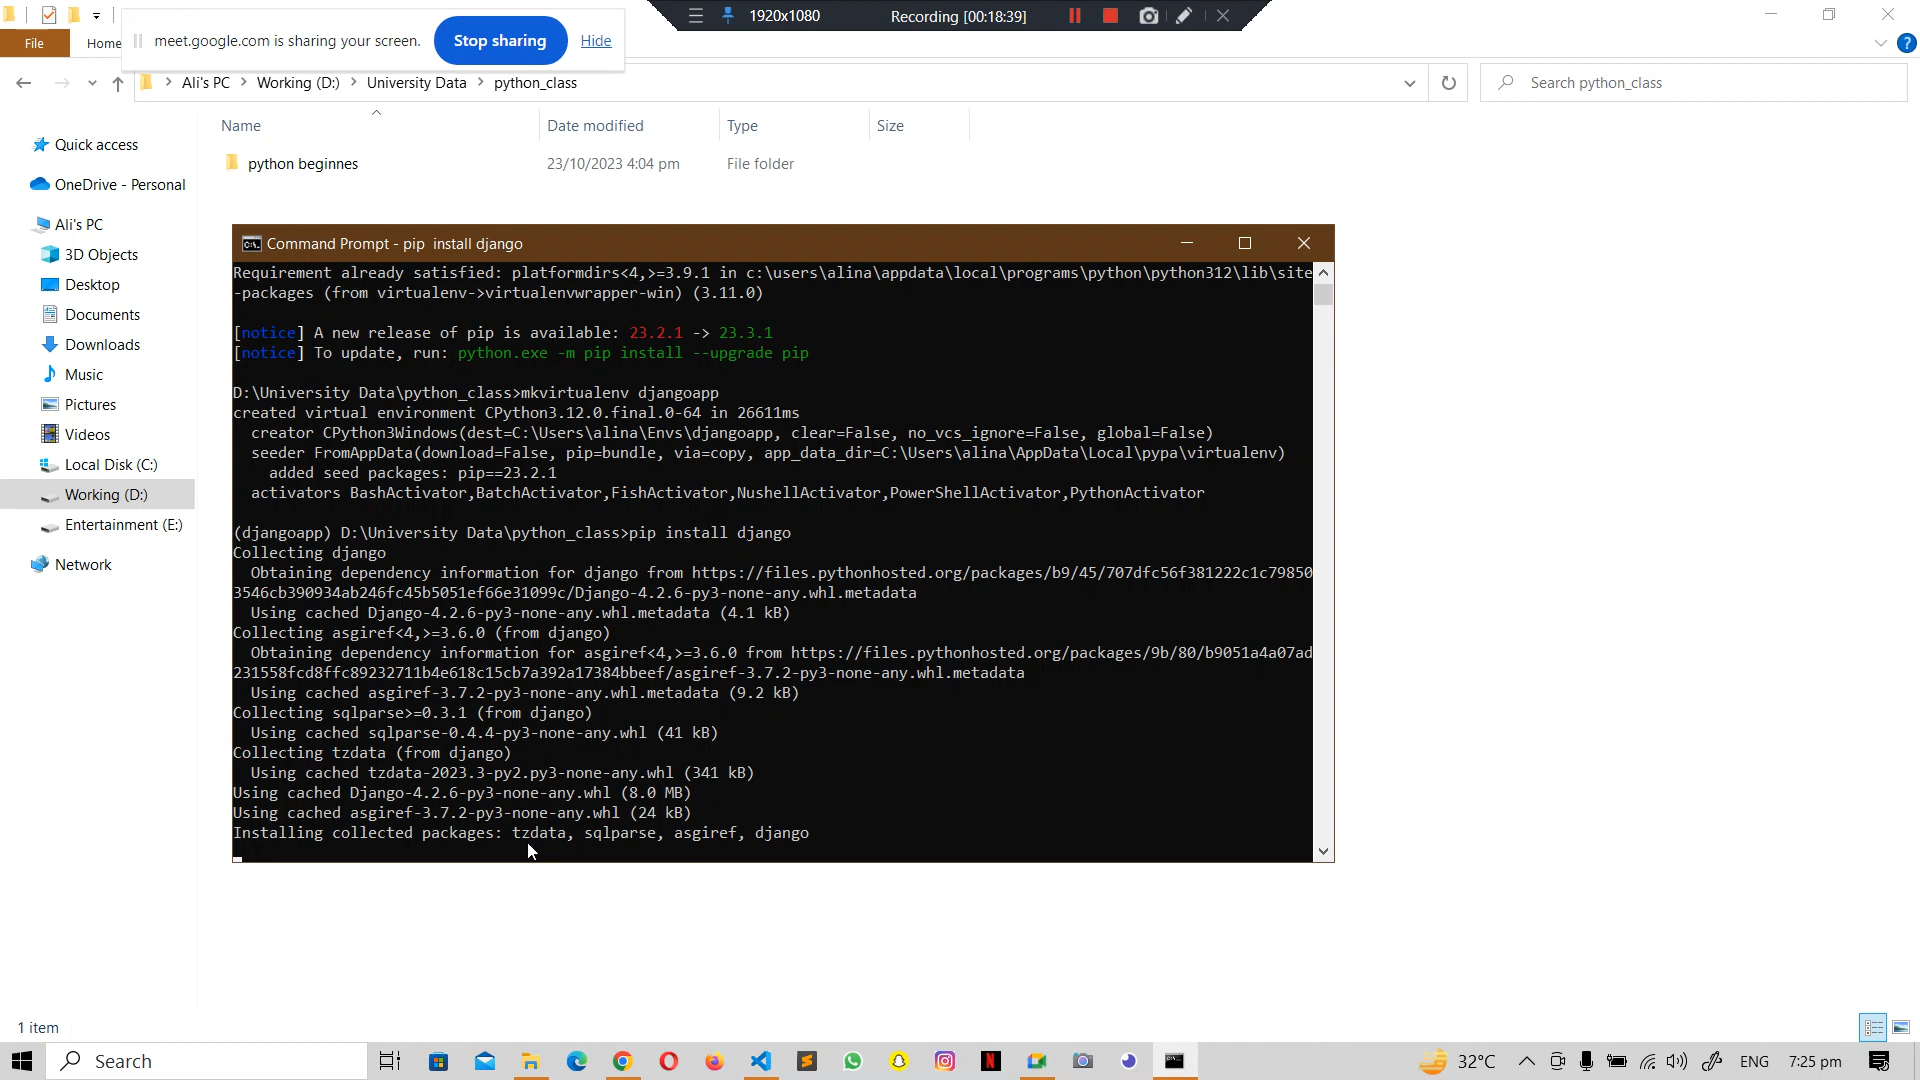 1920x1080
Recording [00:18:39]
meet.google.com is sharing your screen.
Stop sharing
Hide
File
Home
Ali's PC > Working (D:) > University Data > python_class
Search python_class
Name
Date modified
Type
Size
python beginnes
23/10/2023 4:04 pm
File folder
Quick access
OneDrive - Personal
Ali's PC
3D Objects
Desktop
Documents
Downloads
Music
Pictures
Videos
Local Disk (C:)
Working (D:)
Entertainment (E:)
Network
Command Prompt - pip  install django
Requirement already satisfied: platformdirs<4,>=3.9.1 in c:\users\alina\appdata\local\programs\python\python312\lib\site
-packages (from virtualenv->virtualenvwrapper-win) (3.11.0)
[notice] A new release of pip is available: 23.2.1 -> 23.3.1
[notice] To update, run: python.exe -m pip install --upgrade pip
D:\University Data\python_class>mkvirtualenv djangoapp
created virtual environment CPython3.12.0.final.0-64 in 26611ms
  creator CPython3Windows(dest=C:\Users\alina\Envs\djangoapp, clear=False, no_vcs_ignore=False, global=False)
  seeder FromAppData(download=False, pip=bundle, via=copy, app_data_dir=C:\Users\alina\AppData\Local\pypa\virtualenv)
    added seed packages: pip==23.2.1
  activators BashActivator,BatchActivator,FishActivator,NushellActivator,PowerShellActivator,PythonActivator
(djangoapp) D:\University Data\python_class>pip install django
Collecting django
  Obtaining dependency information for django from https://files.pythonhosted.org/packages/b9/45/707dfc56f381222c1c79850
3546cb390934ab246fc45b5051ef66e31099c/Django-4.2.6-py3-none-any.whl.metadata
  Using cached Django-4.2.6-py3-none-any.whl.metadata (4.1 kB)
Collecting asgiref<4,>=3.6.0 (from django)
  Obtaining dependency information for asgiref<4,>=3.6.0 from https://files.pythonhosted.org/packages/9b/80/b9051a4a07ad
231558fcd8ffc89232711b4e618c15cb7a392a17384bbeef/asgiref-3.7.2-py3-none-any.whl.metadata
  Using cached asgiref-3.7.2-py3-none-any.whl.metadata (9.2 kB)
Collecting sqlparse>=0.3.1 (from django)
  Using cached sqlparse-0.4.4-py3-none-any.whl (41 kB)
Collecting tzdata (from django)
  Using cached tzdata-2023.3-py2.py3-none-any.whl (341 kB)
Using cached Django-4.2.6-py3-none-any.whl (8.0 MB)
Using cached asgiref-3.7.2-py3-none-any.whl (24 kB)
Installing collected packages: tzdata, sqlparse, asgiref, django
1 item
Search
32°C
ENG
7:25 pm